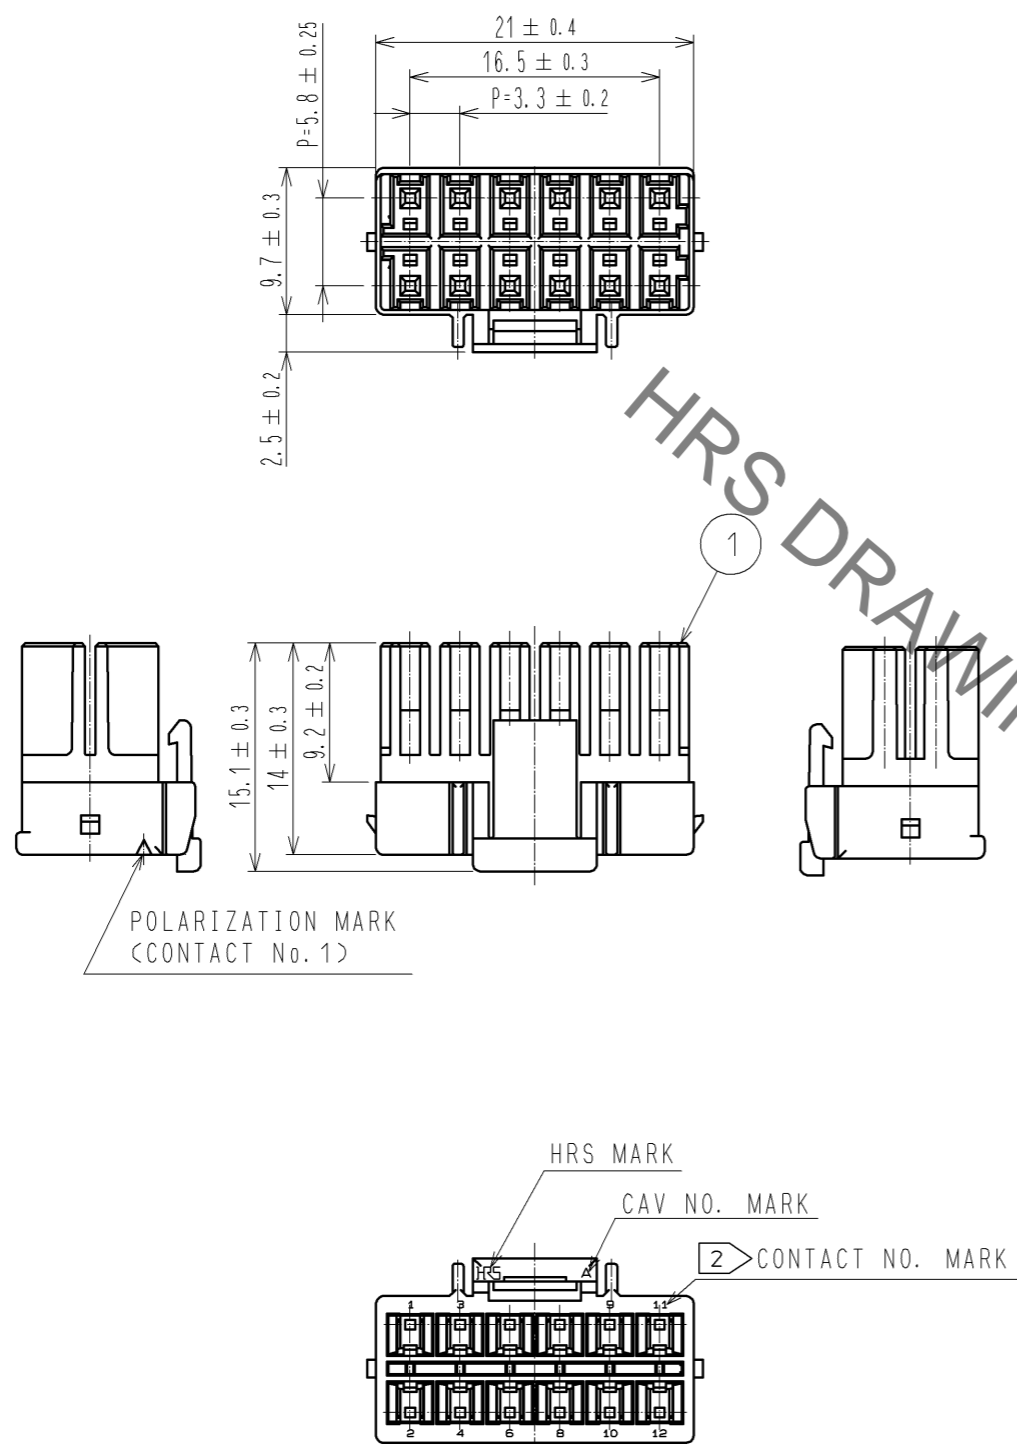 21 ± 0.4
16.5 ± 0.3
P=3.3 ± 0.2
P=5.8 ± 0.25
9.7 ± 0.3
2.5 ± 0.2
HRS
1
15.1 ± 0.3
14 ± 0.3
9.2 ± 0.2
POLARIZATION MARK
(CONTACT No.1)
HRS MARK
CAV NO. MARK
2 CONTACT NO. MARK
HRS A
1 3 9 11
2 4 6 8 10 12